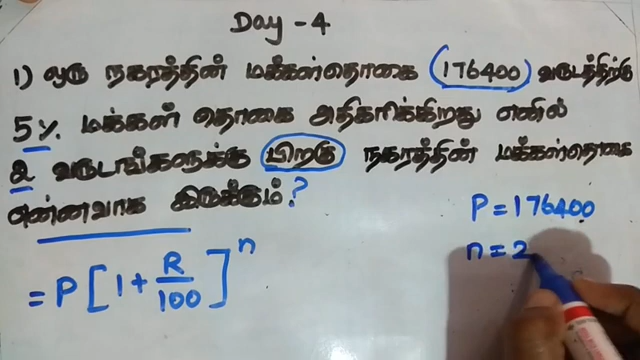 Day - 4
1) ஒரு நகரத்தின் மக்கள்தொகை (176400) வருடத்திற்கு
5%. மக்கள் தொகை அதிகரிக்கிறது எனில்
2 வருடங்களுக்கு பிறகு நகரத்தின் மக்கள்தொகை
என்னவாக இருக்கும்?
P = 176400
n = 2
= P [ 1 + R/100 ]^n